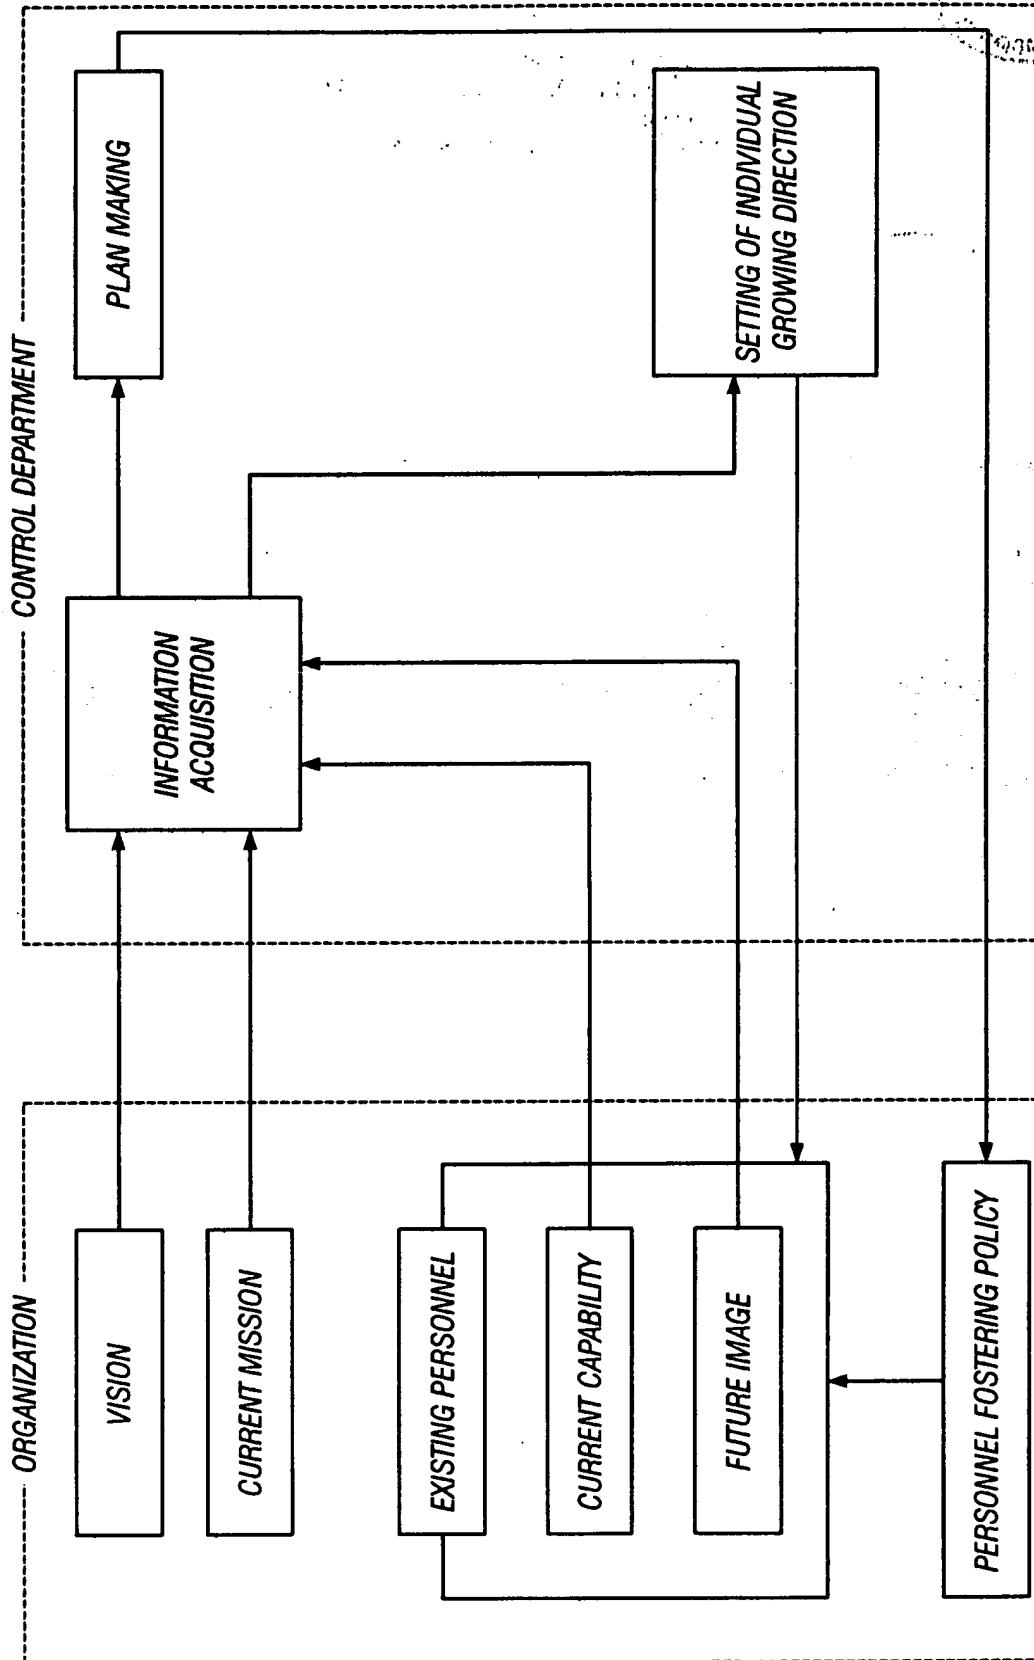 ORGANIZATION
VISION
CURRENT MISSION
EXISTING PERSONNEL
CURRENT CAPABILITY
FUTURE IMAGE
PERSONNEL FOSTERING POLICY
CONTROL DEPARTMENT
INFORMATION
ACQUISITION
PLAN MAKING
SETTING OF INDIVIDUAL
GROWING DIRECTION